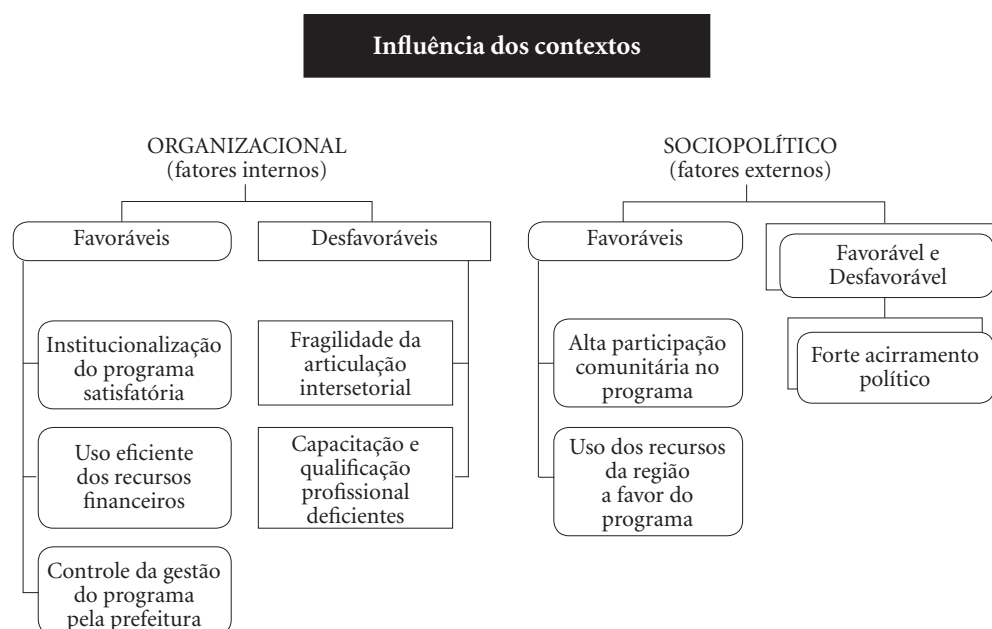 Influência dos contextos
ORGANIZACIONAL
(fatores internos)
Favoráveis
Institucionalização
do programa
satisfatória
Uso eficiente
dos recursos
financeiros
Controle da gestão
do programa
pela prefeitura
Desfavoráveis
Fragilidade da
articulação
intersetorial
Capacitação e
qualificação
profissional
deficientes
SOCIOPOLÍTICO
(fatores externos)
Favoráveis
Alta participação
comunitária no
programa
Uso dos recursos
da região
a favor do
programa
Favorável e
Desfavorável
Forte acirramento
político